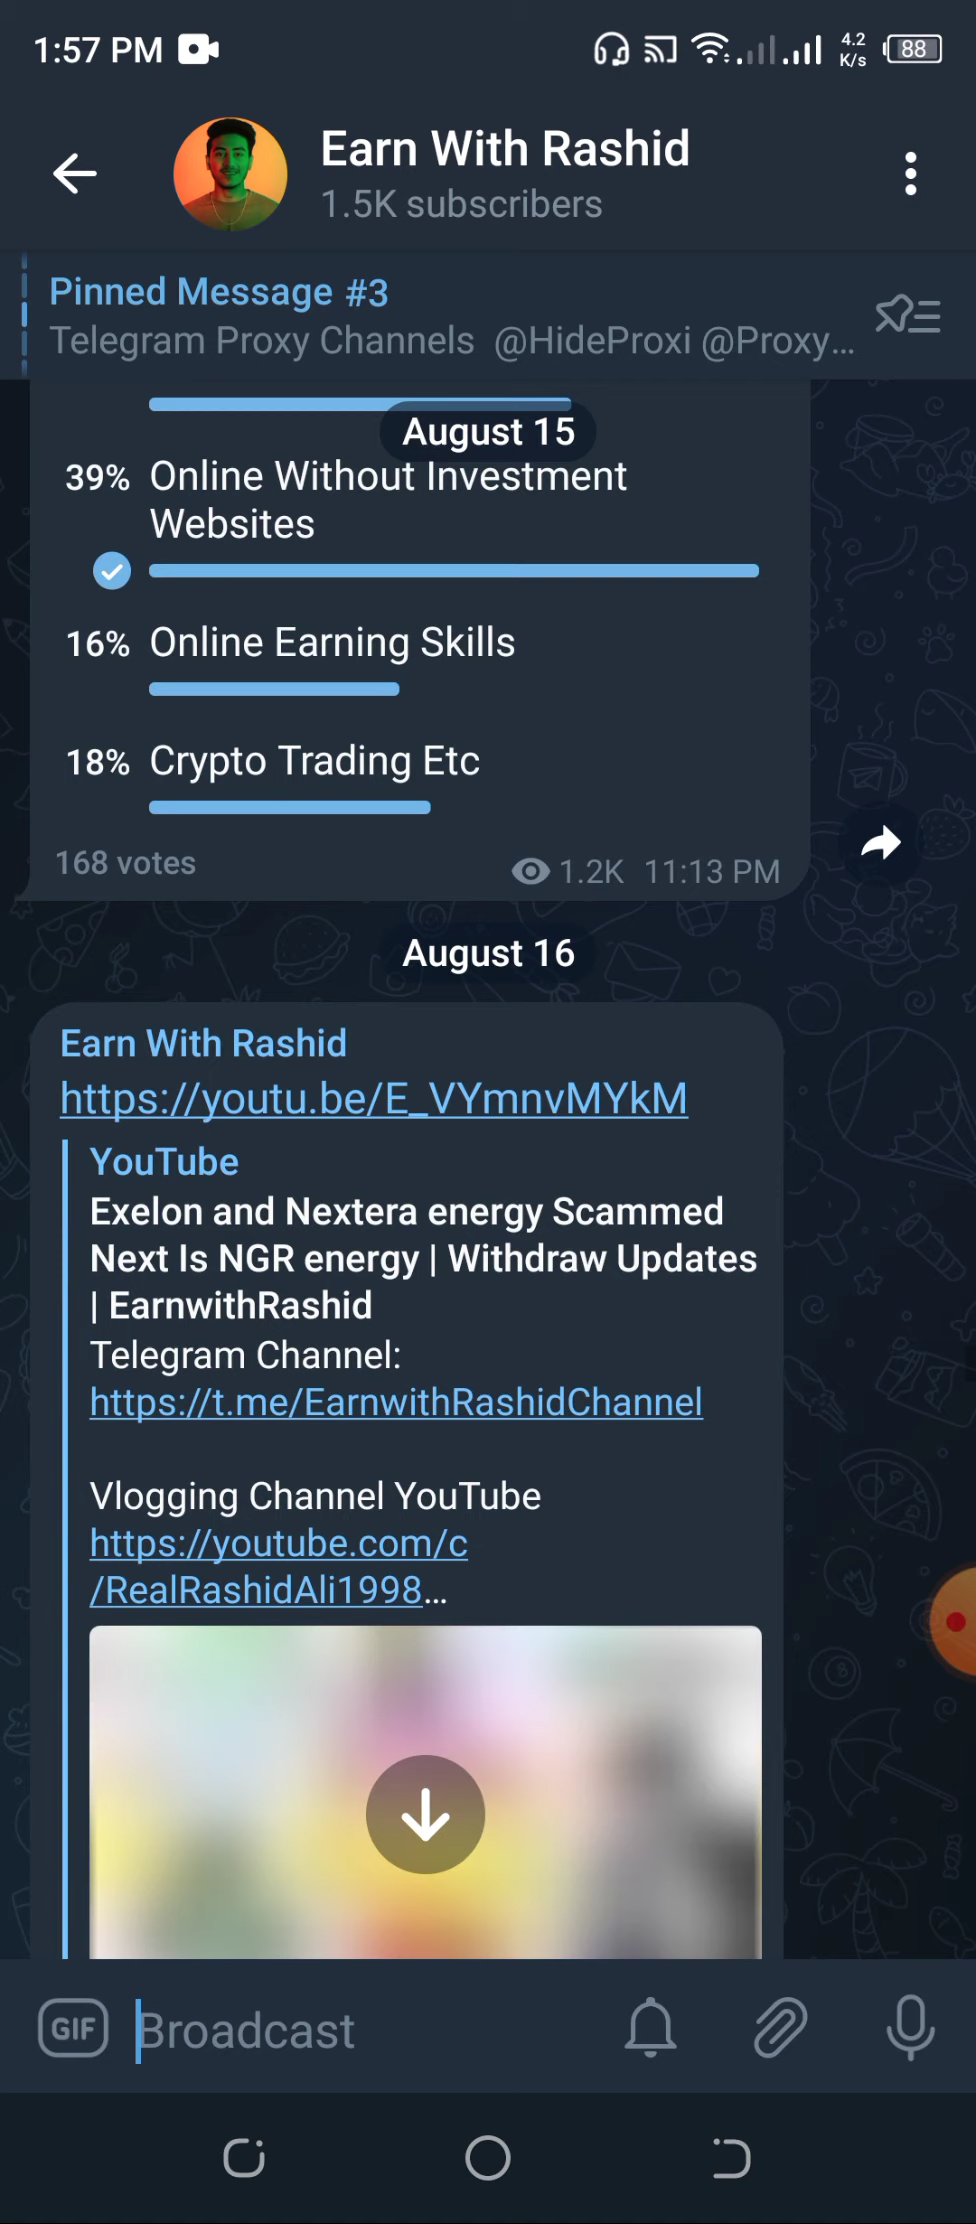 1:57 PM
4.2
K/s
88
Earn With Rashid
1.5K subscribers
Pinned Message #3
Telegram Proxy Channels @HideProxi @Proxy...
August 15
39% Online Without Investment
Websites
16% Online Earning Skills
18% Crypto Trading Etc
168 votes
1.2K 11:13 PM
August 16
Earn With Rashid
https://youtu.be/E_VYmnvMYkM
YouTube
Exelon and Nextera energy Scammed
Next Is NGR energy | Withdraw Updates
| EarnwithRashid
Telegram Channel:
https://t.me/EarnwithRashidChannel
Vlogging Channel YouTube
https://youtube.com/c
/RealRashidAli1998...
GIF
Broadcast